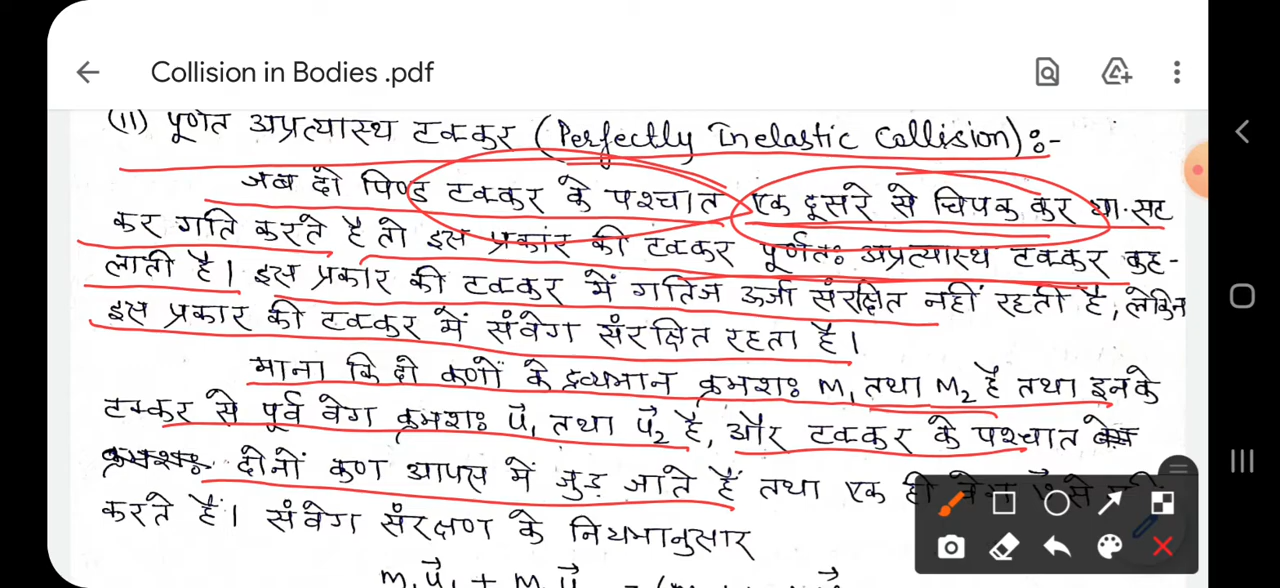 Collision in Bodies .pdf
(II) पूर्णत अप्रत्यास्थ टक्कर (Perfectly Inelastic Collision):-
जब दो पिण्ड टक्कर के पश्चात एक दूसरे से चिपक कर या सट
कर गति करते है तो इस प्रकार की टक्कर पूर्णतः अप्रत्यास्थ टक्कर कह-
लाती है। इस प्रकार की टक्कर में गतिज ऊर्जा संरक्षित नहीं रहती है, लेकिन
इस प्रकार की टक्कर में संवेग संरक्षित रहता है।
माना कि दो कणों के द्रव्यमान क्रमशः M₁ तथा M₂ है तथा इनके
टक्कर से पूर्व वेग क्रमशः u⃗₁ तथा u⃗₂ है, और टक्कर के पश्चात
दोनों कण आपस में जुड़ जाते हैं तथा एक ही
करते हैं। संवेग संरक्षण के नियमानुसार
m₁u⃗₁ +